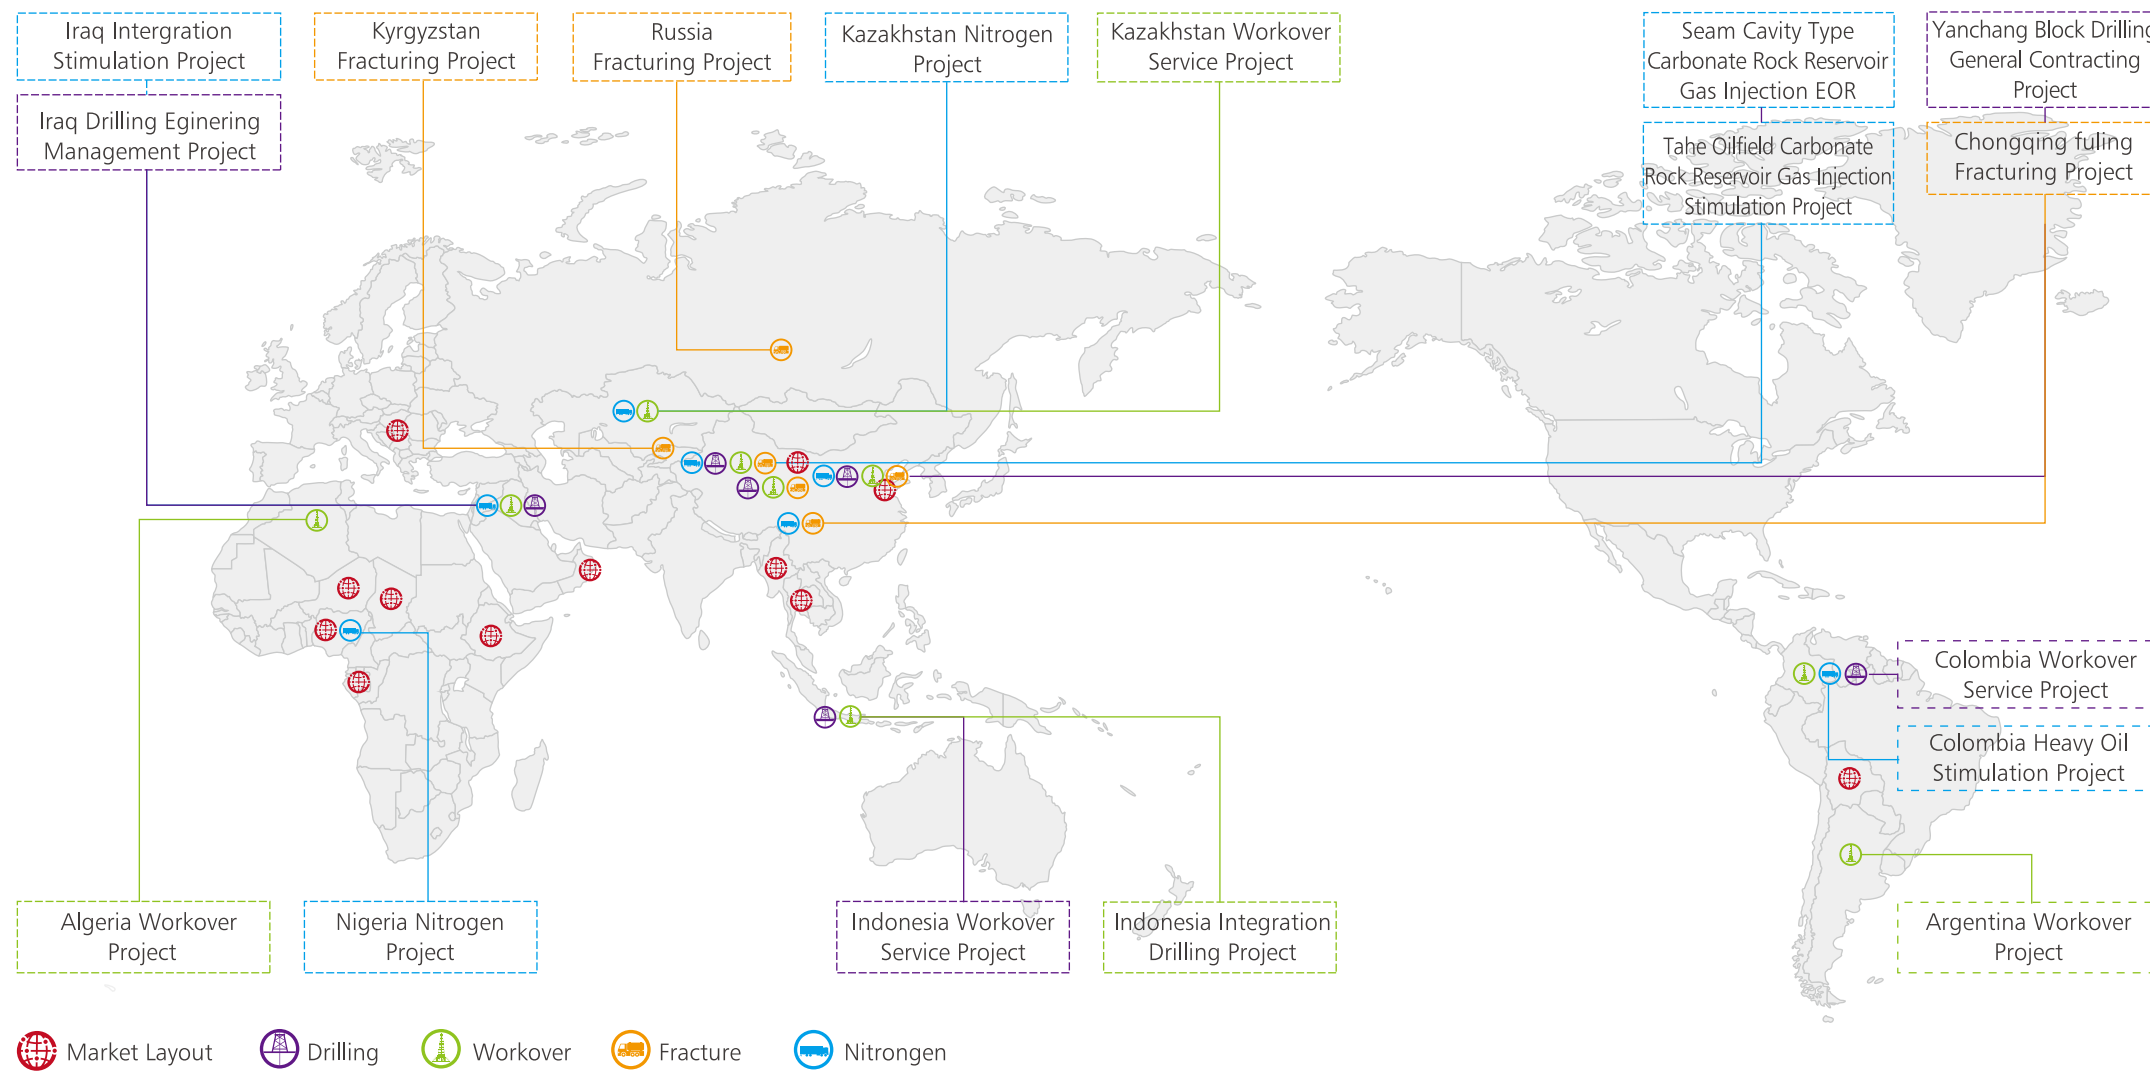 Iraq Intergration
Stimulation Project
Iraq Drilling Eginering
Management Project
Kyrgyzstan
Fracturing Project
Russia
Fracturing Project
Kazakhstan Nitrogen
Project
Kazakhstan Workover
Service Project
Seam Cavity Type
Carbonate Rock Reservoir
Gas Injection EOR
Tahe Oilfield Carbonate
Rock Reservoir Gas Injection
Stimulation Project
Yanchang Block Drilling
General Contracting
Project
Chongqing fuling
Fracturing Project
Colombia Workover
Service Project
Colombia Heavy Oil
Stimulation Project
Algeria Workover
Project
Nigeria Nitrogen
Project
Indonesia Workover
Service Project
Indonesia Integration
Drilling Project
Argentina Workover
Project
Market Layout
Drilling
Workover
Fracture
Nitrongen